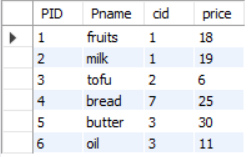 PID Pname cid price
1 fruits 1 18
2 milk 1 19
3 tofu 2 6
4 bread 7 25
5 butter 3 30
6 oil 3 11